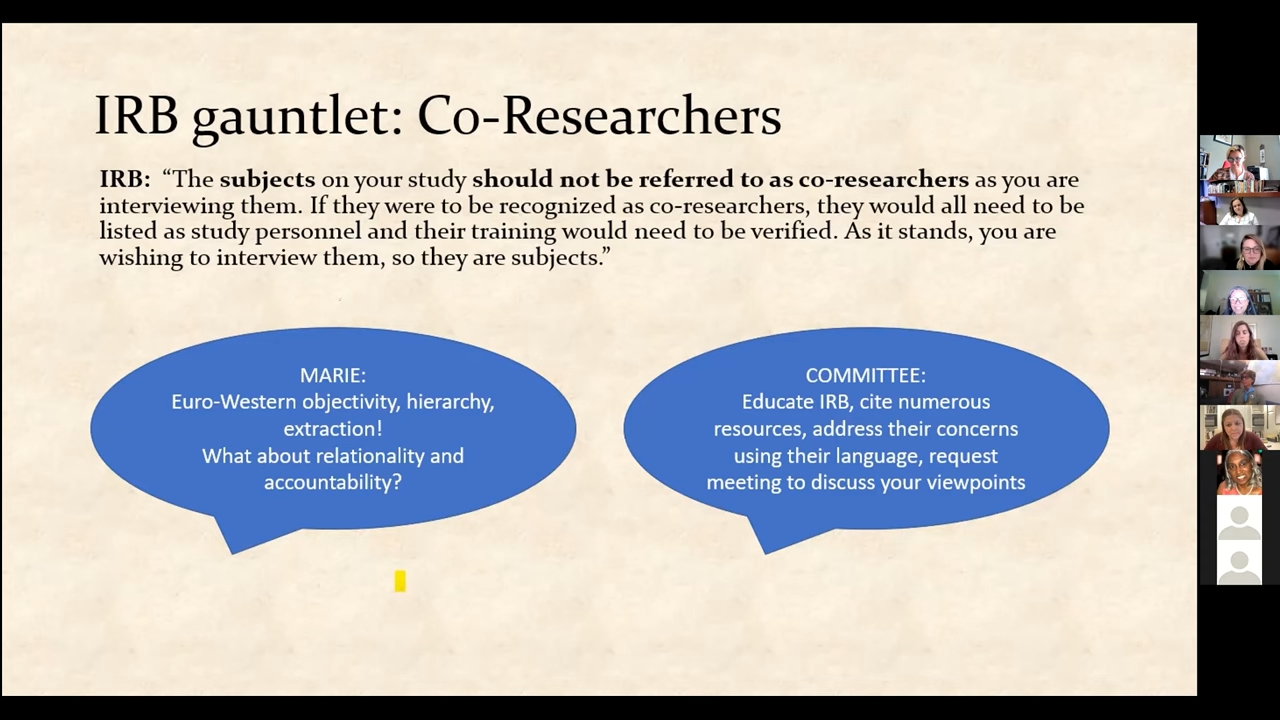 IRB gauntlet: Co-Researchers
IRB: “The subjects on your study should not be referred to as co-researchers as you are
interviewing them. If they were to be recognized as co-researchers, they would all need to be
listed as study personnel and their training would need to be verified. As it stands, you are
wishing to interview them, so they are subjects.”
MARIE:
Euro-Western objectivity, hierarchy,
extraction!
What about relationality and
accountability?
COMMITTEE:
Educate IRB, cite numerous
resources, address their concerns
using their language, request
meeting to discuss your viewpoints